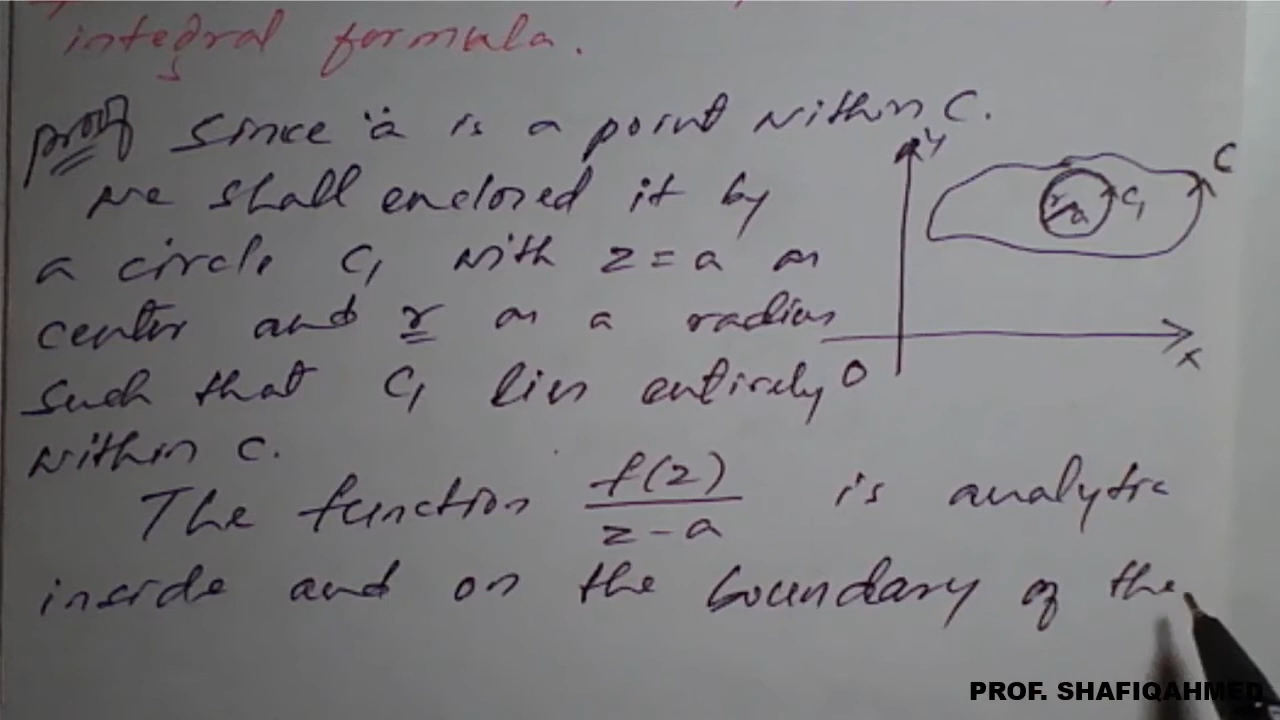 integral formula.
proof Since 'a' is a point within C.
we shall enclosed it by
a circle C₁ with z=a as
center and r as a radius
such that C₁ lies entirely
within C.
The function f(z)/z-a is analytic
inside and on the boundary of the
y
C
C₁
r
a
O
x
PROF. SHAFIQAHMED